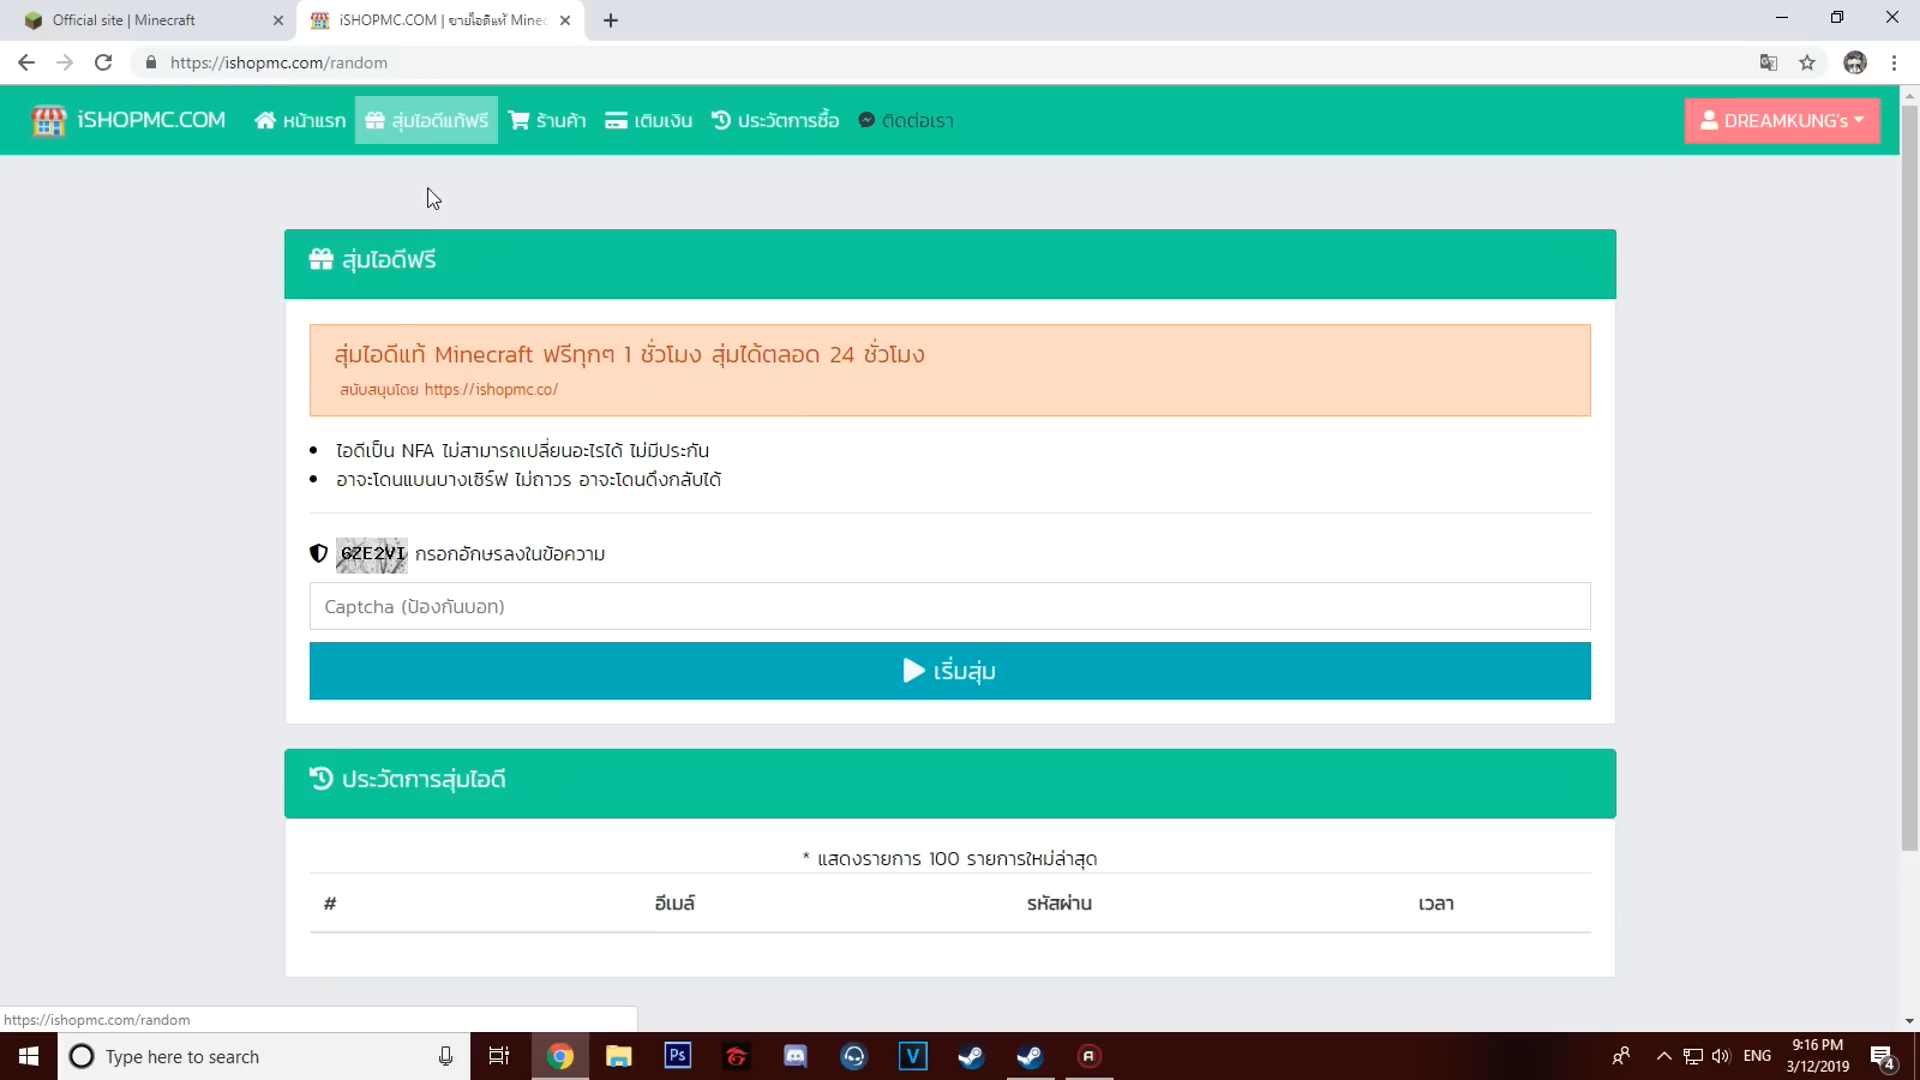 Official site | Minecraft
iSHOPMC.COM | ขายไอดีแท้ Minec
https://ishopmc.com/random
iSHOPMC.COM
หน้าแรก
สุ่มไอดีแท้ฟรี
ร้านค้า
เติมเงิน
ประวัติการซื้อ
ติดต่อเรา
DREAMKUNG's
สุ่มไอดีฟรี
สุ่มไอดีแท้ Minecraft ฟรีทุกๆ 1 ชั่วโมง สุ่มได้ตลอด 24 ชั่วโมง
สนับสนุนโดย https://ishopmc.co/
ไอดีเป็น NFA ไม่สามารถเปลี่ยนอะไรได้ ไม่มีประกัน
อาจะโดนแบนบางเซิร์ฟ ไม่ถาวร อาจะโดนดึงกลับได้
6ZE2VI กรอกอักษรลงในข้อความ
Captcha (ป้องกันบอท)
เริ่มสุ่ม
ประวัตการสุ่มไอดี
* แสดงรายการ 100 รายการใหม่ล่าสุด
# อีเมล์ รหัสผ่าน เวลา
https://ishopmc.com/random
Type here to search
Ps
V
ENG
9:16 PM
3/12/2019
4